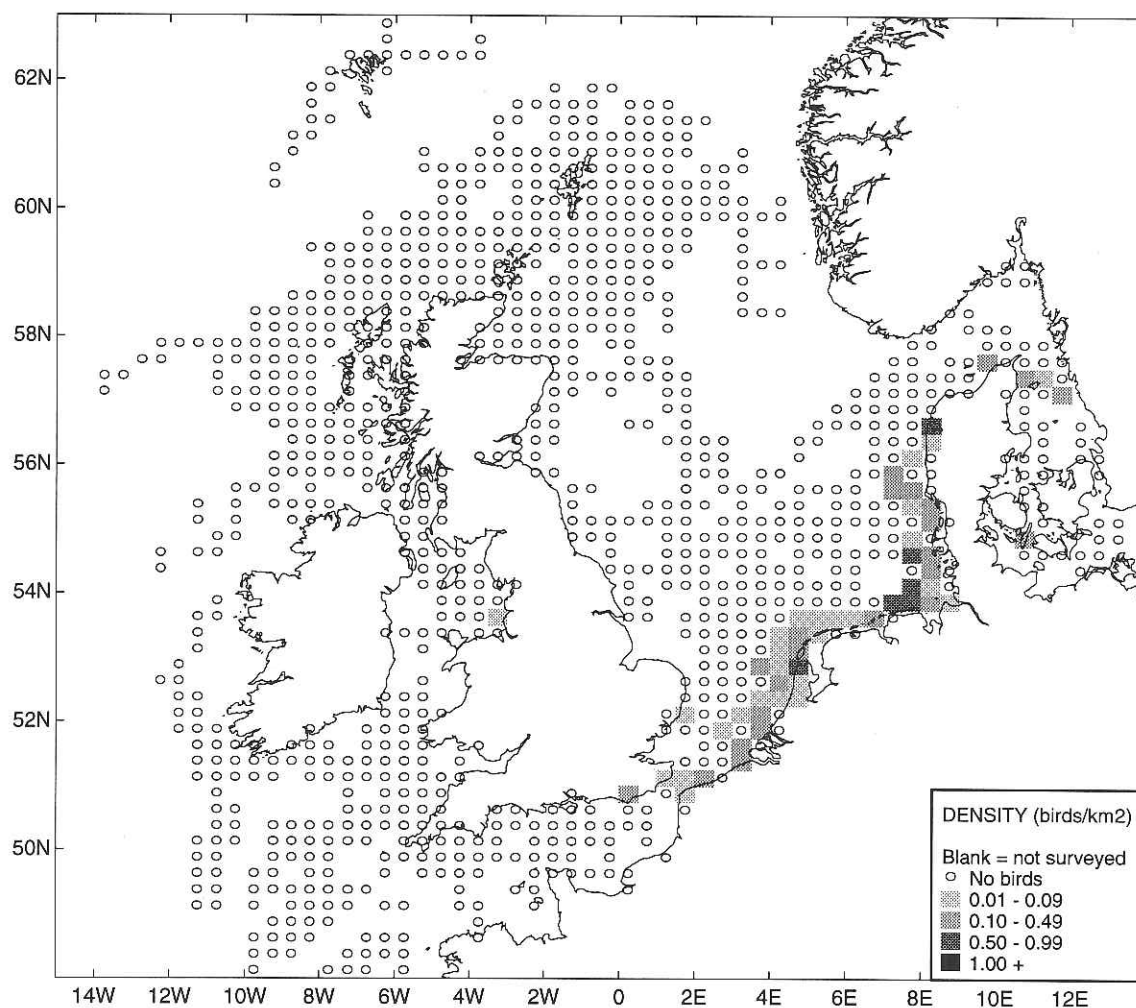 62N
60N
58N
56N
54N
52N
50N
DENSITY (birds/km2)
Blank = not surveyed
No birds
0.01 - 0.09
0.10 - 0.49
0.50 - 0.99
1.00 +
14W 12W 10W 8W 6W 4W 2W 0 2E 4E 6E 8E 10E 12E